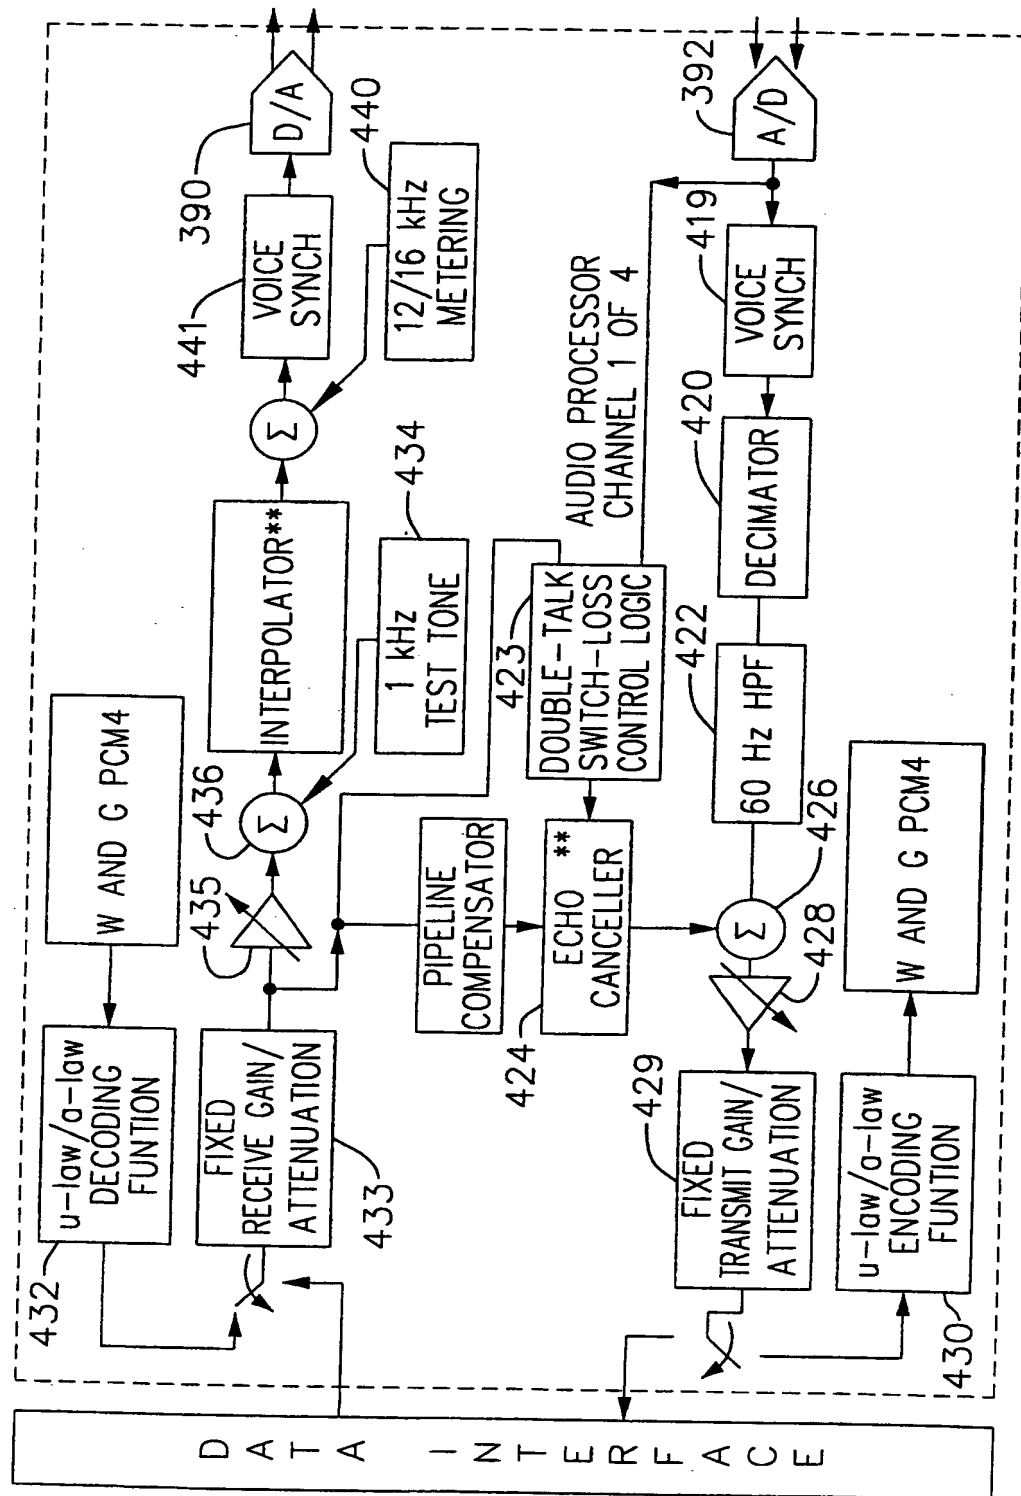 390
D/A
441
VOICE
SYNCH
440
12/16 kHz
METERING
Σ
INTERPOLATOR**
434
1 kHz
TEST TONE
436
Σ
435
W AND G PCM4
432
u-law/a-law
DECODING
FUNTION
433
FIXED
RECEIVE GAIN/
ATTENUATION
PIPELINE
COMPENSATOR
424
ECHO **
CANCELLER
423
DOUBLE-TALK
SWITCH-LOSS
CONTROL LOGIC
AUDIO PROCESSOR
CHANNEL 1 OF 4
392
A/D
419
VOICE
SYNCH
420
DECIMATOR
422
60 Hz HPF
426
Σ
428
429
FIXED
TRANSMIT GAIN/
ATTENUATION
430
u-law/a-law
ENCODING
FUNTION
W AND G PCM4
DATA INTERFACE